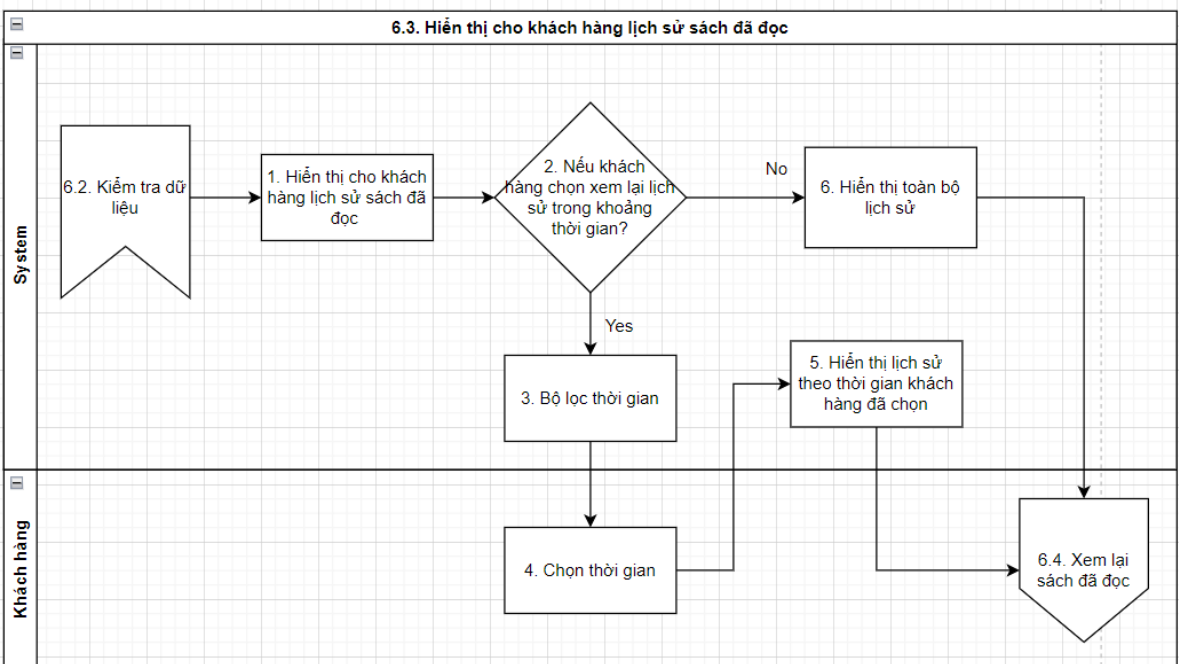 6.3. Hiển thị cho khách hàng lịch sử sách đã đọc
System
6.2. Kiểm tra dữ
liệu
1. Hiển thị cho khách
hàng lịch sử sách đã
đọc
2. Nếu khách
hàng chọn xem lại lịch
sử trong khoảng
thời gian?
No
6. Hiển thị toàn bộ
lịch sử
Yes
3. Bộ lọc thời gian
5. Hiển thị lịch sử
theo thời gian khách
hàng đã chọn
Khách hàng
4. Chọn thời gian
6.4. Xem lại
sách đã đọc